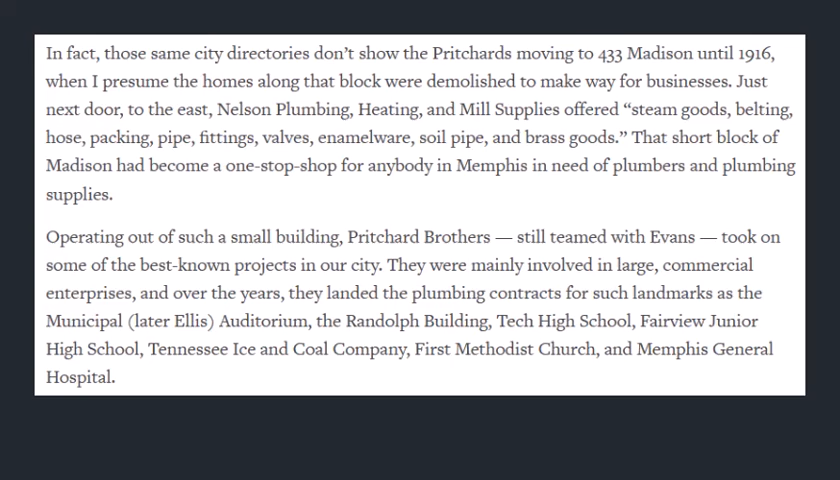 In fact, those same city directories don’t show the Pritchards moving to 433 Madison until 1916,
when I presume the homes along that block were demolished to make way for businesses. Just
next door, to the east, Nelson Plumbing, Heating, and Mill Supplies offered “steam goods, belting,
hose, packing, pipe, fittings, valves, enamelware, soil pipe, and brass goods.” That short block of
Madison had become a one-stop-shop for anybody in Memphis in need of plumbers and plumbing
supplies.
Operating out of such a small building, Pritchard Brothers — still teamed with Evans — took on
some of the best-known projects in our city. They were mainly involved in large, commercial
enterprises, and over the years, they landed the plumbing contracts for such landmarks as the
Municipal (later Ellis) Auditorium, the Randolph Building, Tech High School, Fairview Junior
High School, Tennessee Ice and Coal Company, First Methodist Church, and Memphis General
Hospital.